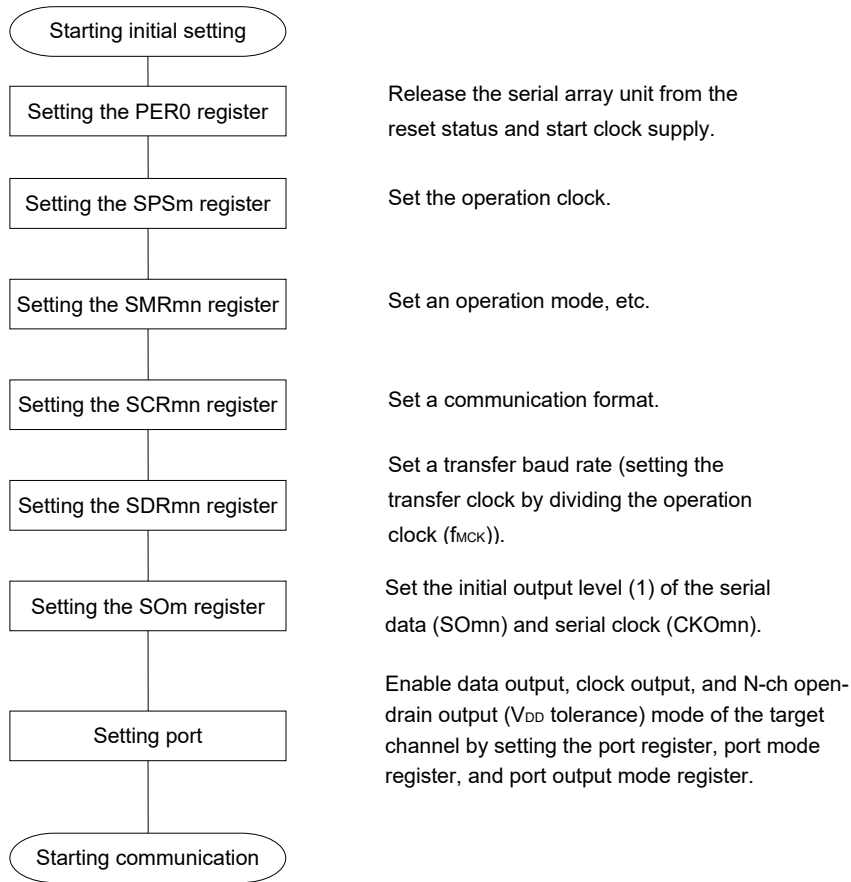 Starting initial setting
Setting the PER0 register
Release the serial array unit from the
reset status and start clock supply.
Setting the SPSm register
Set the operation clock.
Setting the SMRmn register
Set an operation mode, etc.
Setting the SCRmn register
Set a communication format.
Setting the SDRmn register
Set a transfer baud rate (setting the
transfer clock by dividing the operation
clock (fMCK)).
Setting the SOm register
Set the initial output level (1) of the serial
data (SOmn) and serial clock (CKOmn).
Setting port
Enable data output, clock output, and N-ch open-
drain output (VDD tolerance) mode of the target
channel by setting the port register, port mode
register, and port output mode register.
Starting communication